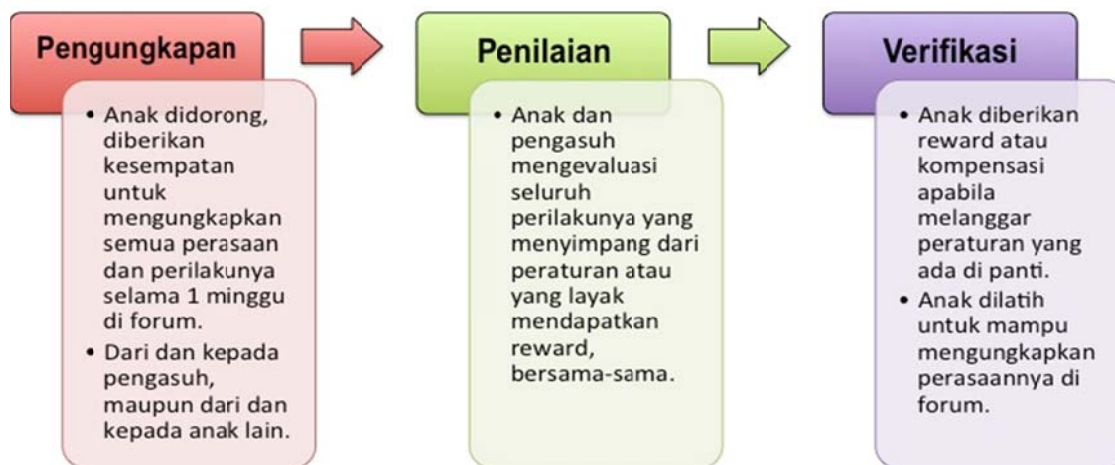 Pengungkapan
• Anak didorong,
diberikan
kesempatan
untuk
mengungkapkan
semua perasaan
dan perilakunya
selama 1 minggu
di forum.
• Dari dan kepada
pengasuh,
maupun dari dan
kepada anak lain.
Penilaian
• Anak dan
pengasuh
mengevaluasi
seluruh
perilakunya yang
menyimpang dari
peraturan atau
yang layak
mendapatkan
reward,
bersama-sama.
Verifikasi
• Anak diberikan
reward atau
kompensasi
apabila
melanggar
peraturan yang
ada di panti.
• Anak dilatih
untuk mampu
mengungkapkan
perasaannya di
forum.